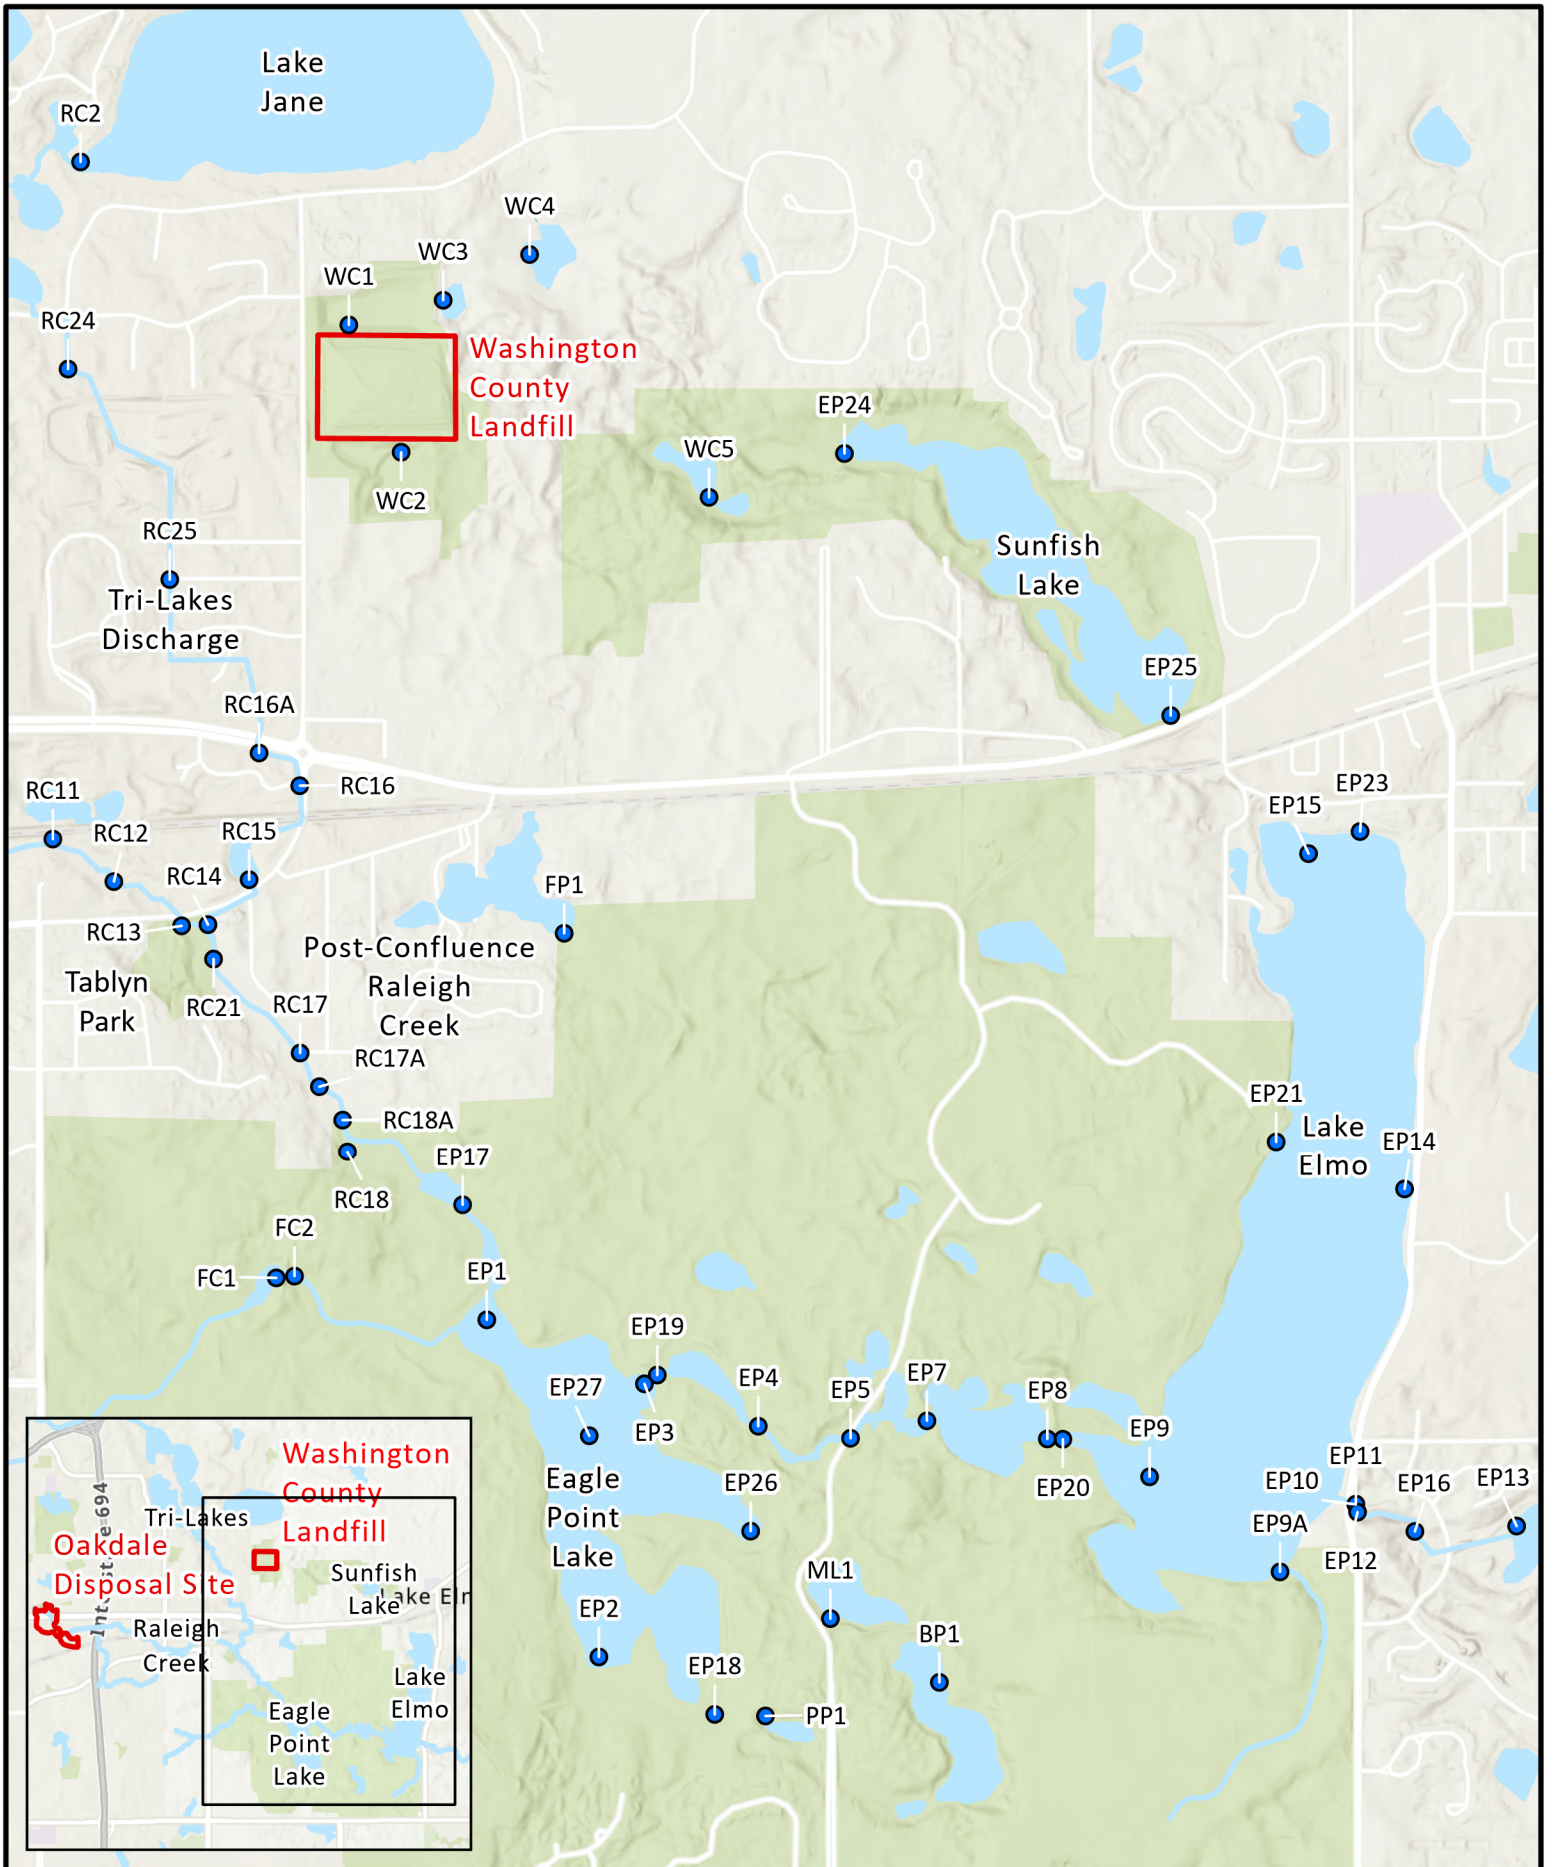 Lake
Jane
RC2
WC4
WC3
WC1
RC24
Washington
County
Landfill
EP24
WC5
WC2
RC25
Sunfish
Lake
Tri-Lakes
Discharge
EP25
RC16A
RC16
RC11
EP23
EP15
RC12
RC15
RC14
FP1
RC13
Post-Confluence
Raleigh
Creek
Tablyn
Park
RC21
RC17
RC17A
EP21
RC18A
Lake
Elmo
EP14
EP17
RC18
FC2
FC1
EP1
EP19
EP7
EP4
EP27
EP5
EP8
EP3
EP9
EP11
EP10
EP16
EP13
EP26
EP20
Eagle
Point
Lake
EP9A
EP12
ML1
EP2
BP1
EP18
PP1
Washington
County
Landfill
Interstate 694
Tri-Lakes
Oakdale
Disposal Site
Sunfish
Lake
Lake Elm
Raleigh
Creek
Lake
Elmo
Eagle
Point
Lake